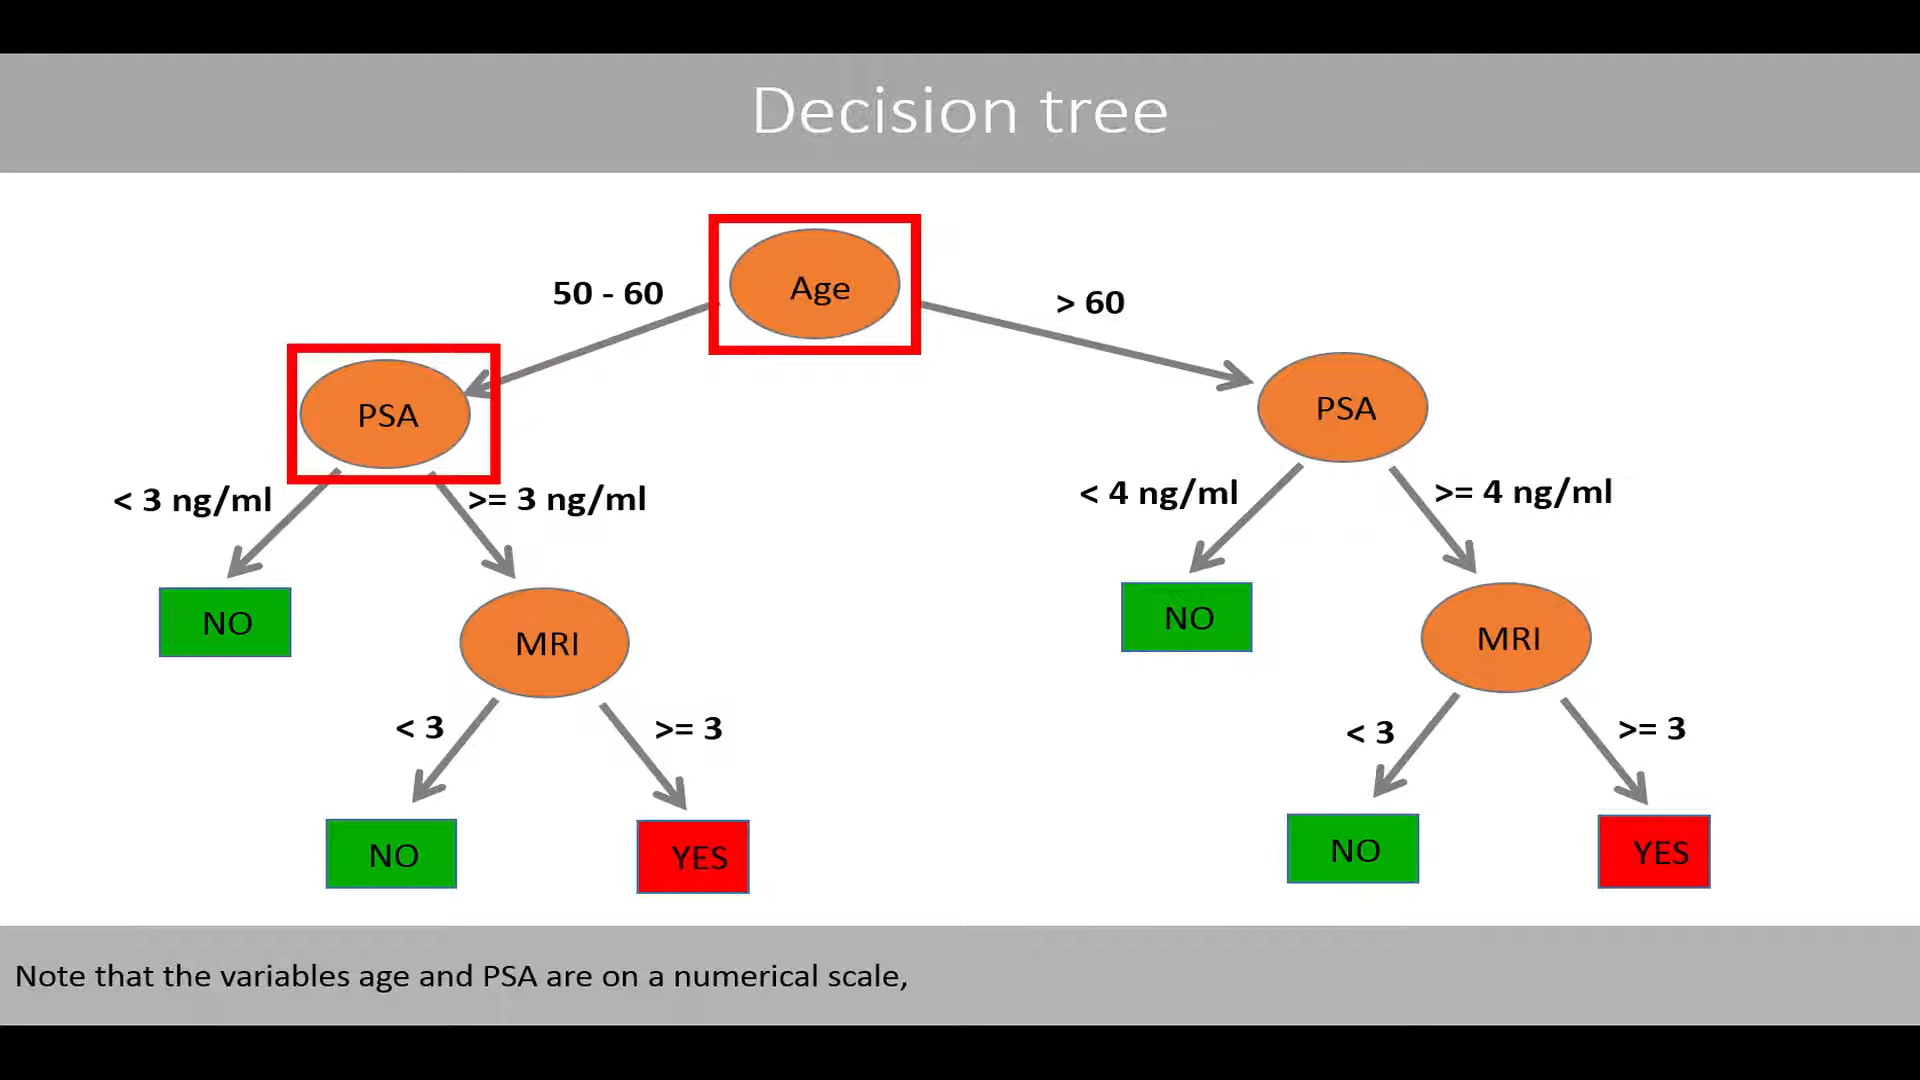 Decision tree
Age
50 - 60
> 60
PSA
PSA
< 3 ng/ml
>= 3 ng/ml
< 4 ng/ml
>= 4 ng/ml
NO
MRI
NO
MRI
< 3
>= 3
< 3
>= 3
NO
YES
NO
YES
Note that the variables age and PSA are on a numerical scale,